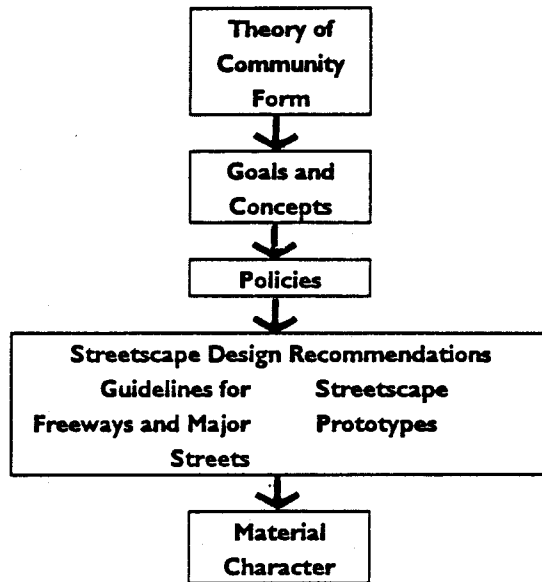 Theory of
Community
Form
Goals and
Concepts
Policies
Streetscape Design Recommendations
Guidelines for
Freeways and Major
Streets
Streetscape
Prototypes
Material
Character